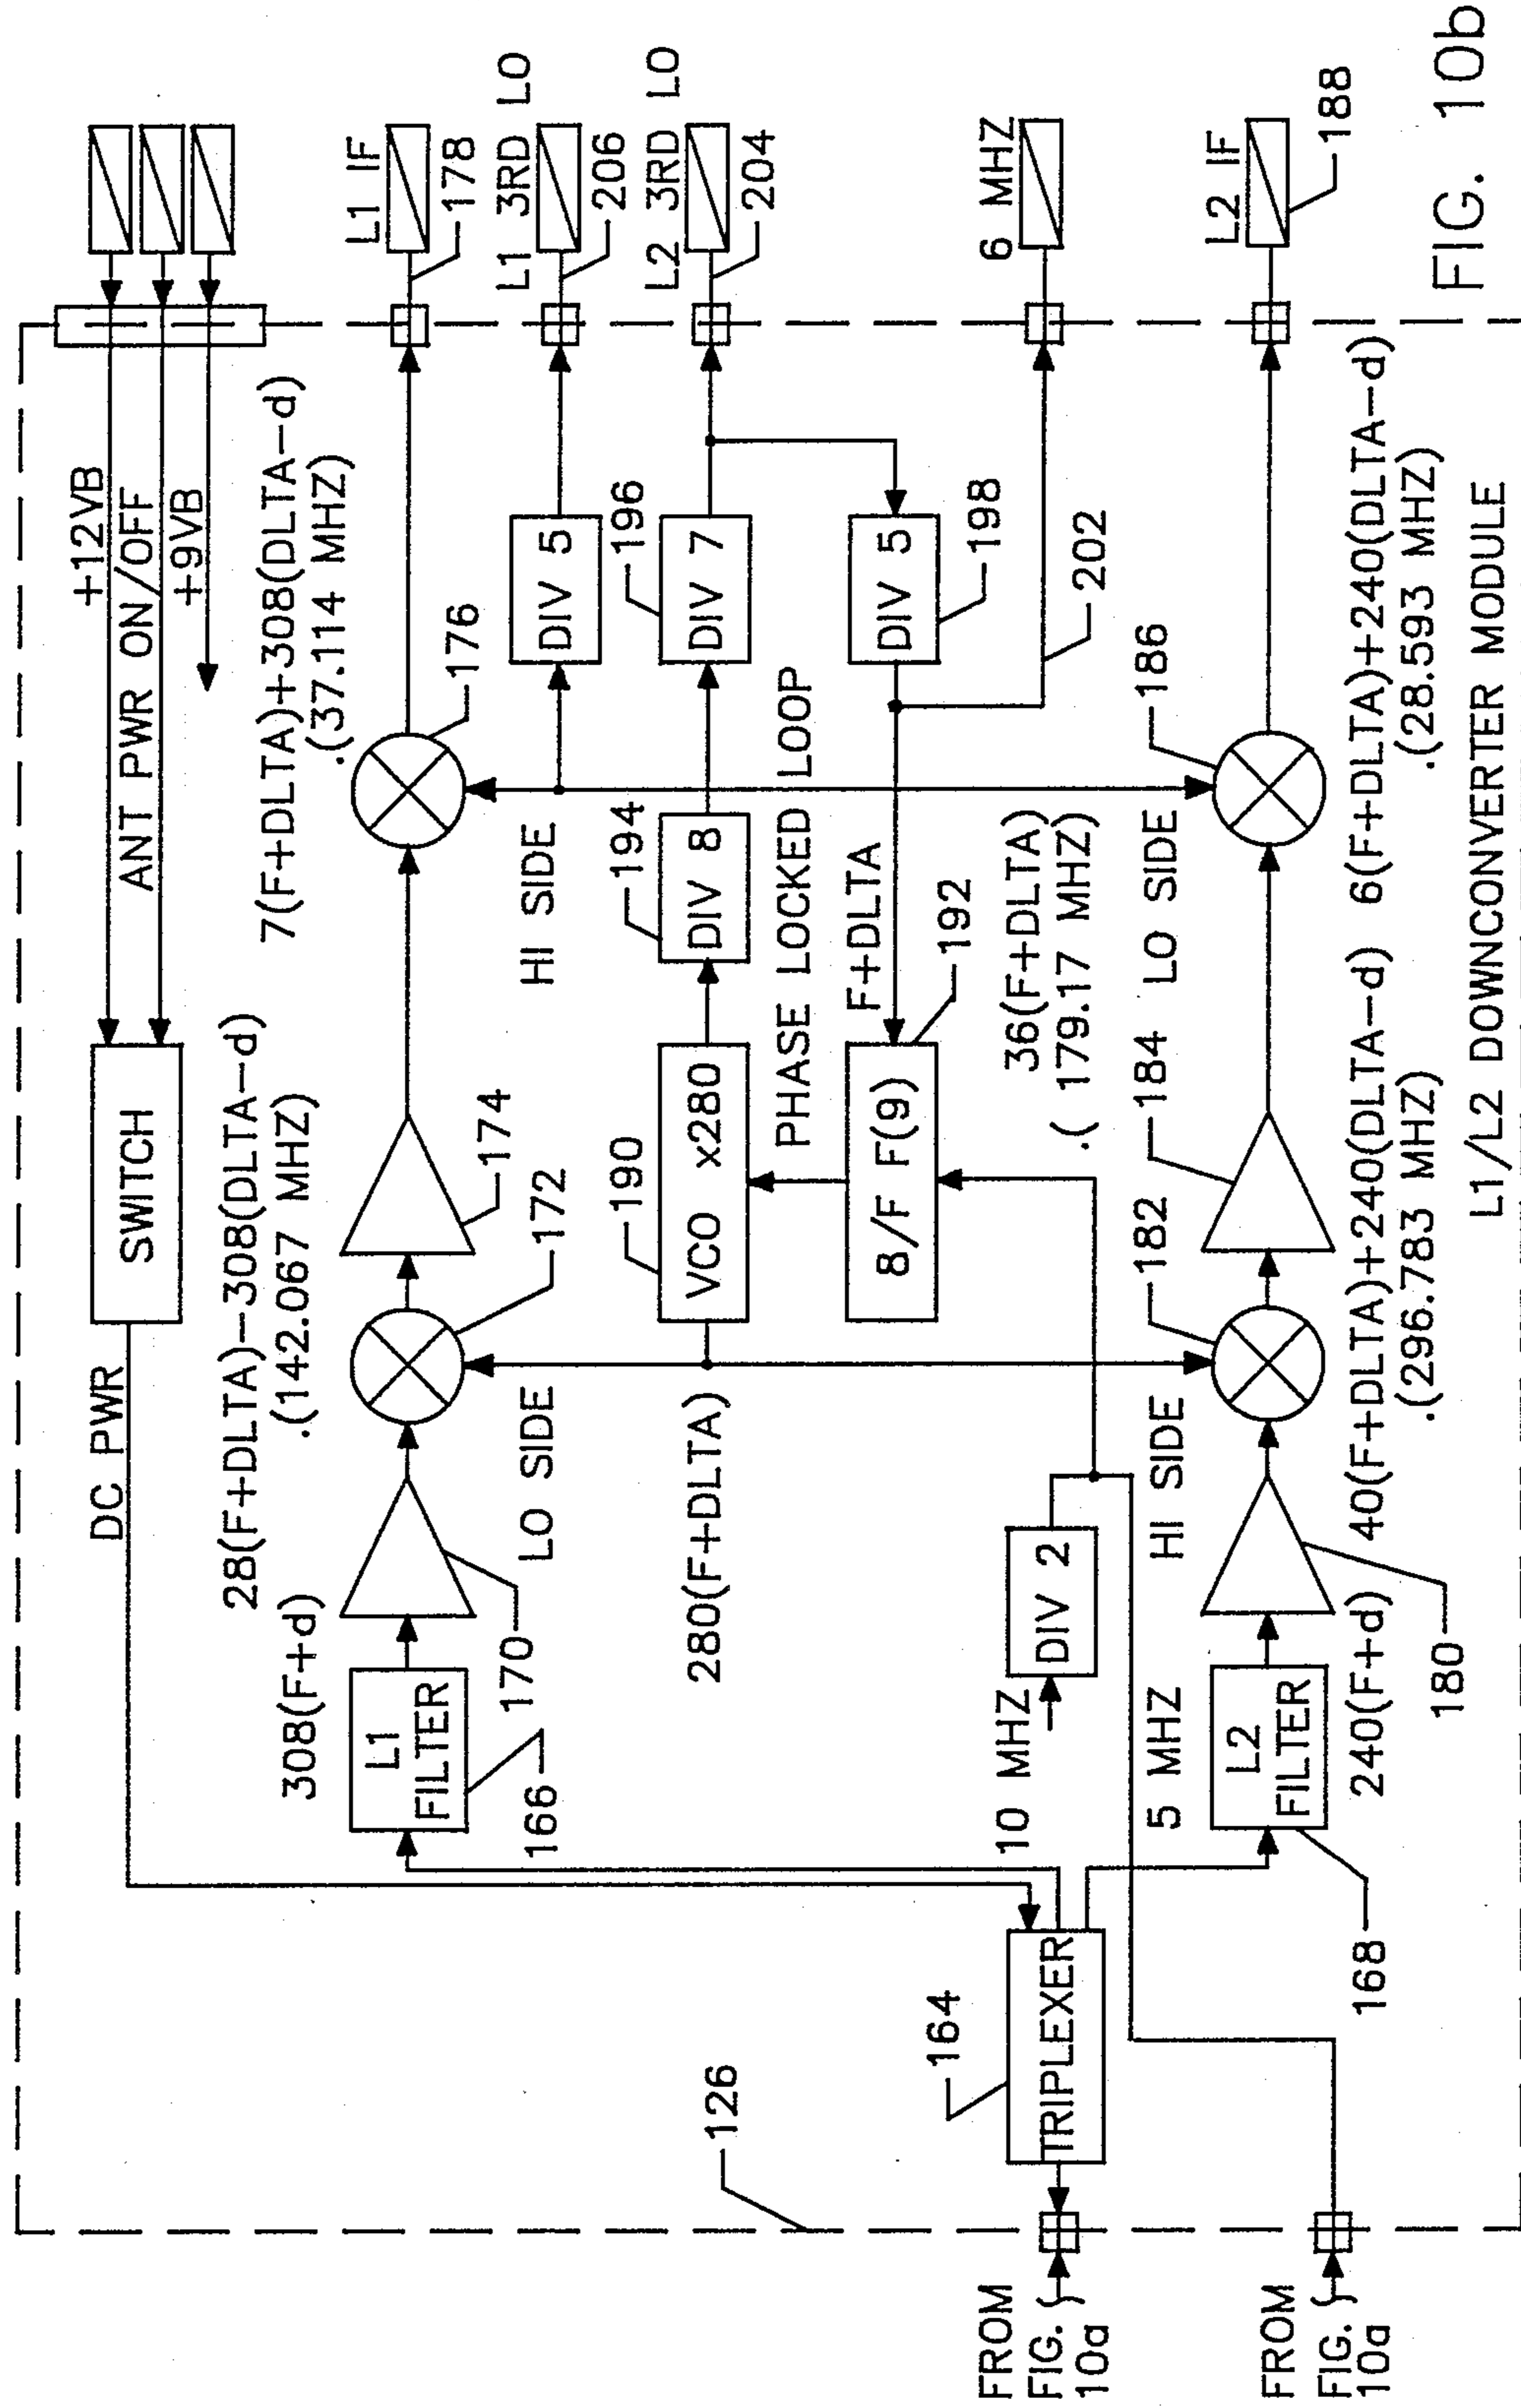 DC PWR
SWITCH
+12VB
ANT PWR ON/OFF
+9VB
28(F+DLTA)-308(DLTA-d)
.(142.067 MHZ)
7(F+DLTA)+308(DLTA-d)
.(37.114 MHZ)
308(F+d)
L1
FILTER
166
170
LO SIDE
172
174
HI SIDE
176
L1 IF
178
L1 3RD LO
206
DIV 5
280(F+DLTA)
190
VCO x280
194
DIV 8
196
DIV 7
L2 3RD LO
204
PHASE LOCKED LOOP
8/F F(9)
F+DLTA
192
DIV 5
198
202
6 MHZ
126
164
TRIPLEXER
10 MHZ
DIV 2
36(F+DLTA)
.( 179.17 MHZ)
5 MHZ
HI SIDE
182
184
LO SIDE
186
L2
FILTER
168
240(F+d)
180
40(F+DLTA)+240(DLTA-d)
.(296.783 MHZ)
6(F+DLTA)+240(DLTA-d)
.(28.593 MHZ)
L2 IF
188
FROM
FIG.
10a
FROM
FIG.
10a
L1/L2 DOWNCONVERTER MODULE
FIG. 10b